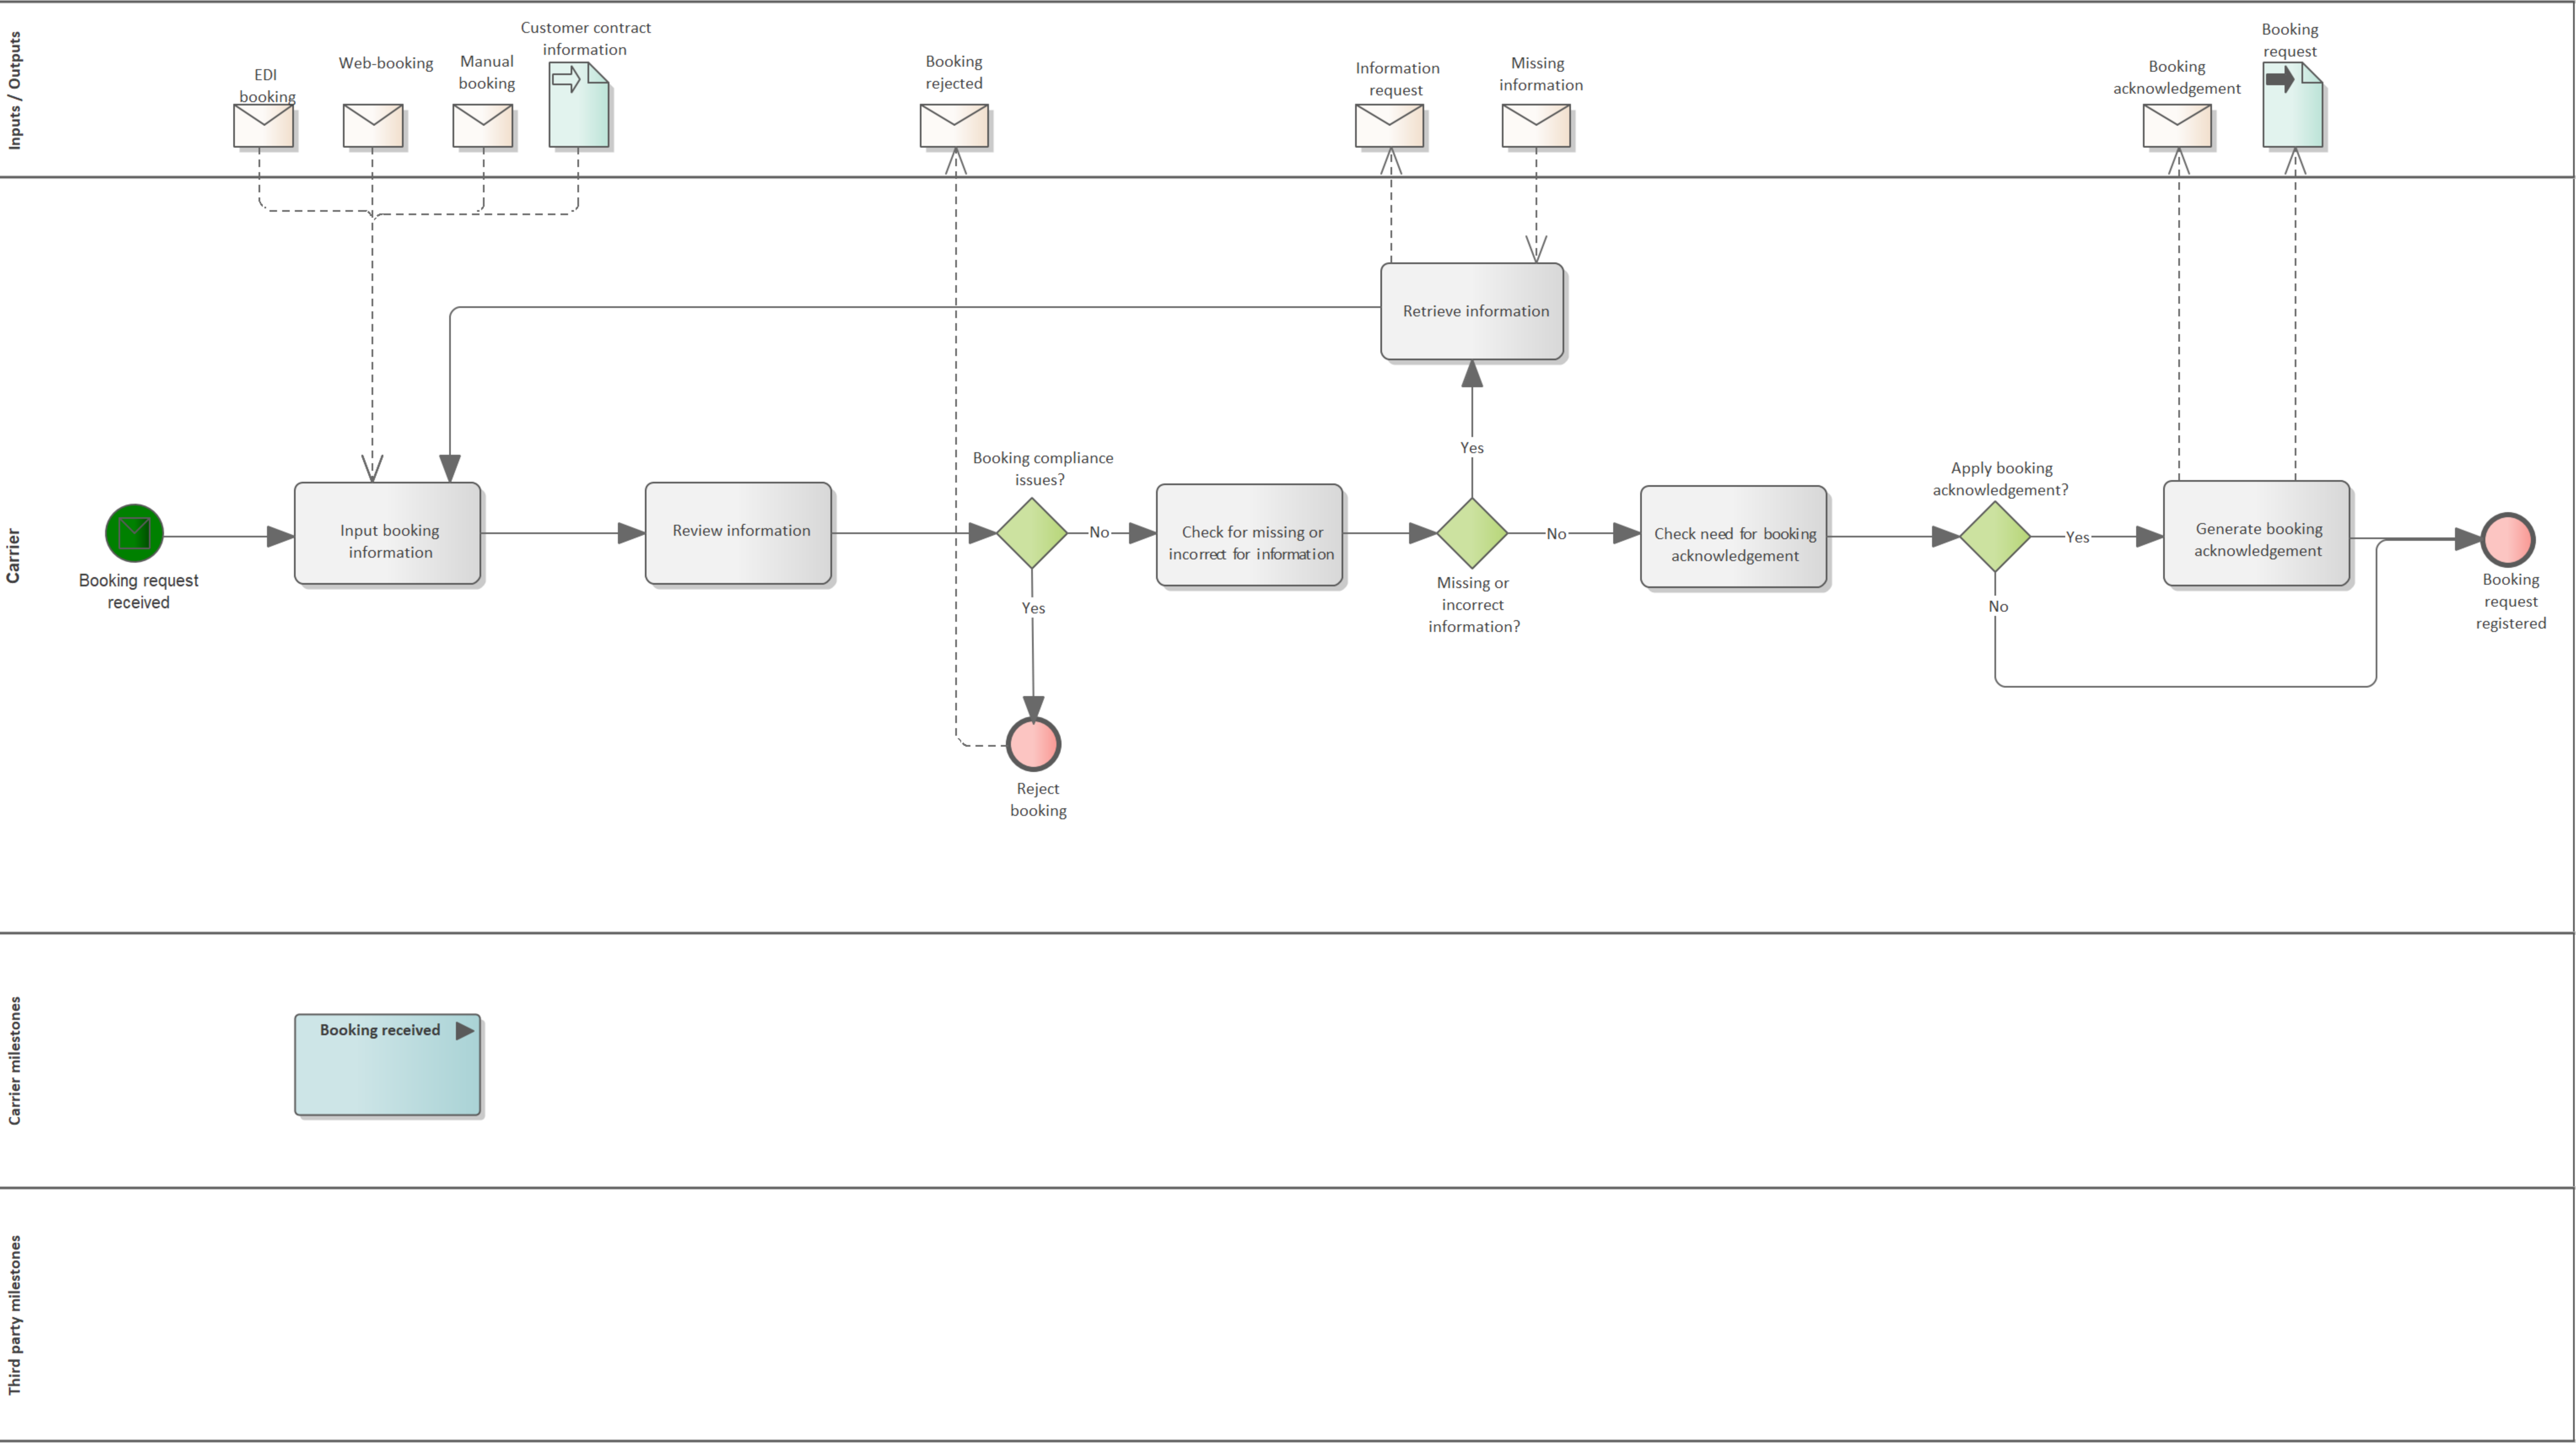 Inputs / Outputs
EDI
booking
Web-booking
Manual
booking
Customer contract
information
Booking
rejected
Information
request
Missing
information
Booking
acknowledgement
Booking
request
Carrier
Retrieve information
Yes
Booking request
received
Input booking
information
Review information
Booking compliance
issues?
No
Yes
Reject
booking
Check for missing or
incorrect for information
Missing or
incorrect
information?
No
Check need for booking
acknowledgement
Apply booking
acknowledgement?
Yes
No
Generate booking
acknowledgement
Booking
request
registered
Carrier milestones
Booking received
Third party milestones